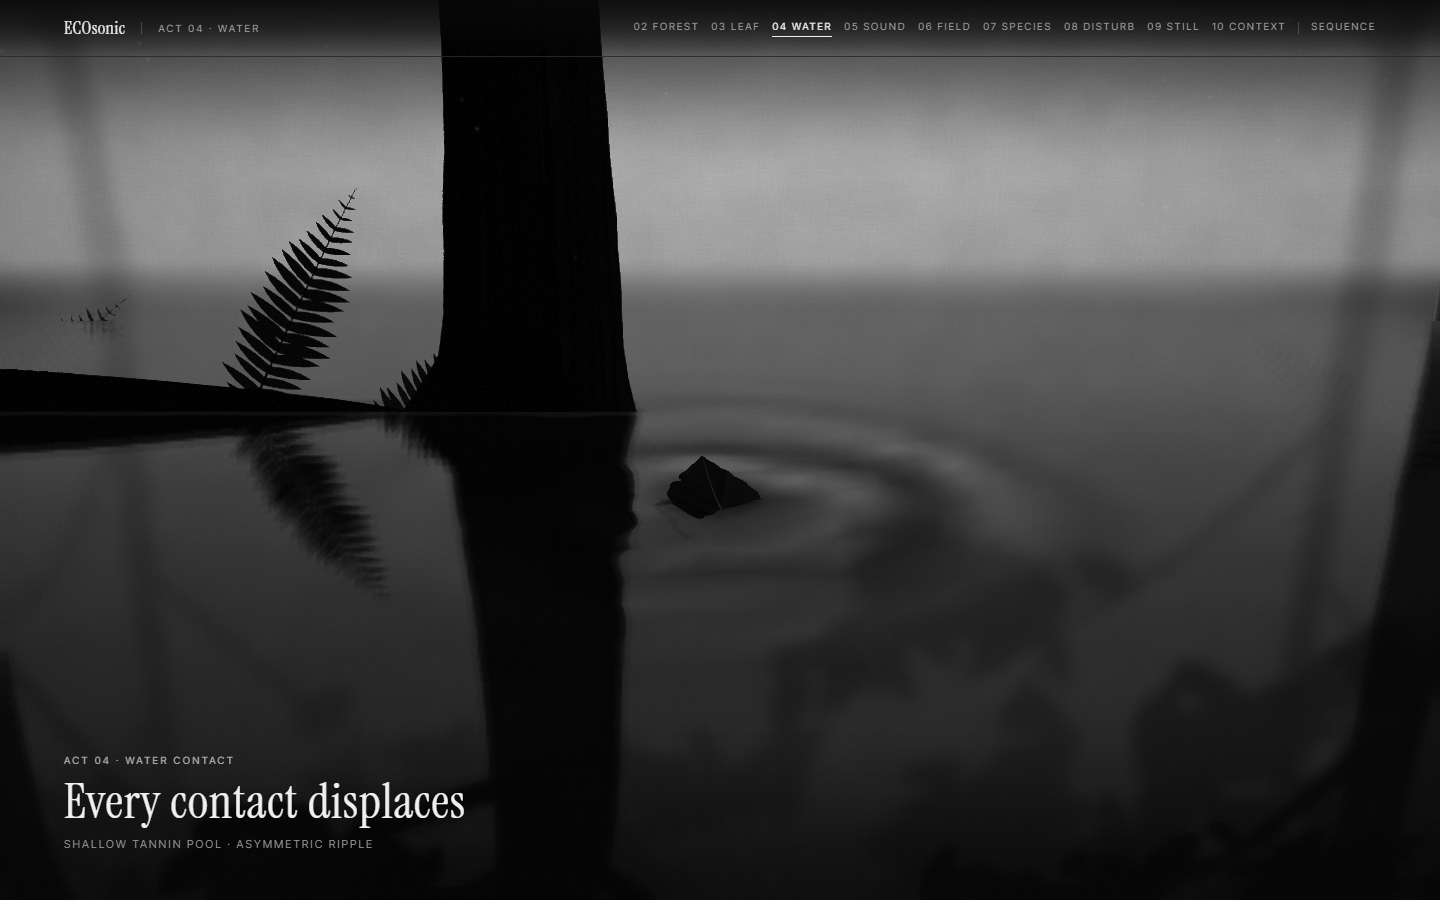 ECOsonic
ACT 04 · WATER
02 FOREST 03 LEAF 04 WATER 05 SOUND 06 FIELD 07 SPECIES 08 DISTURB 09 STILL 10 CONTEXT SEQUENCE
ACT 04 · WATER CONTACT
Every contact displaces
SHALLOW TANNIN POOL · ASYMMETRIC RIPPLE